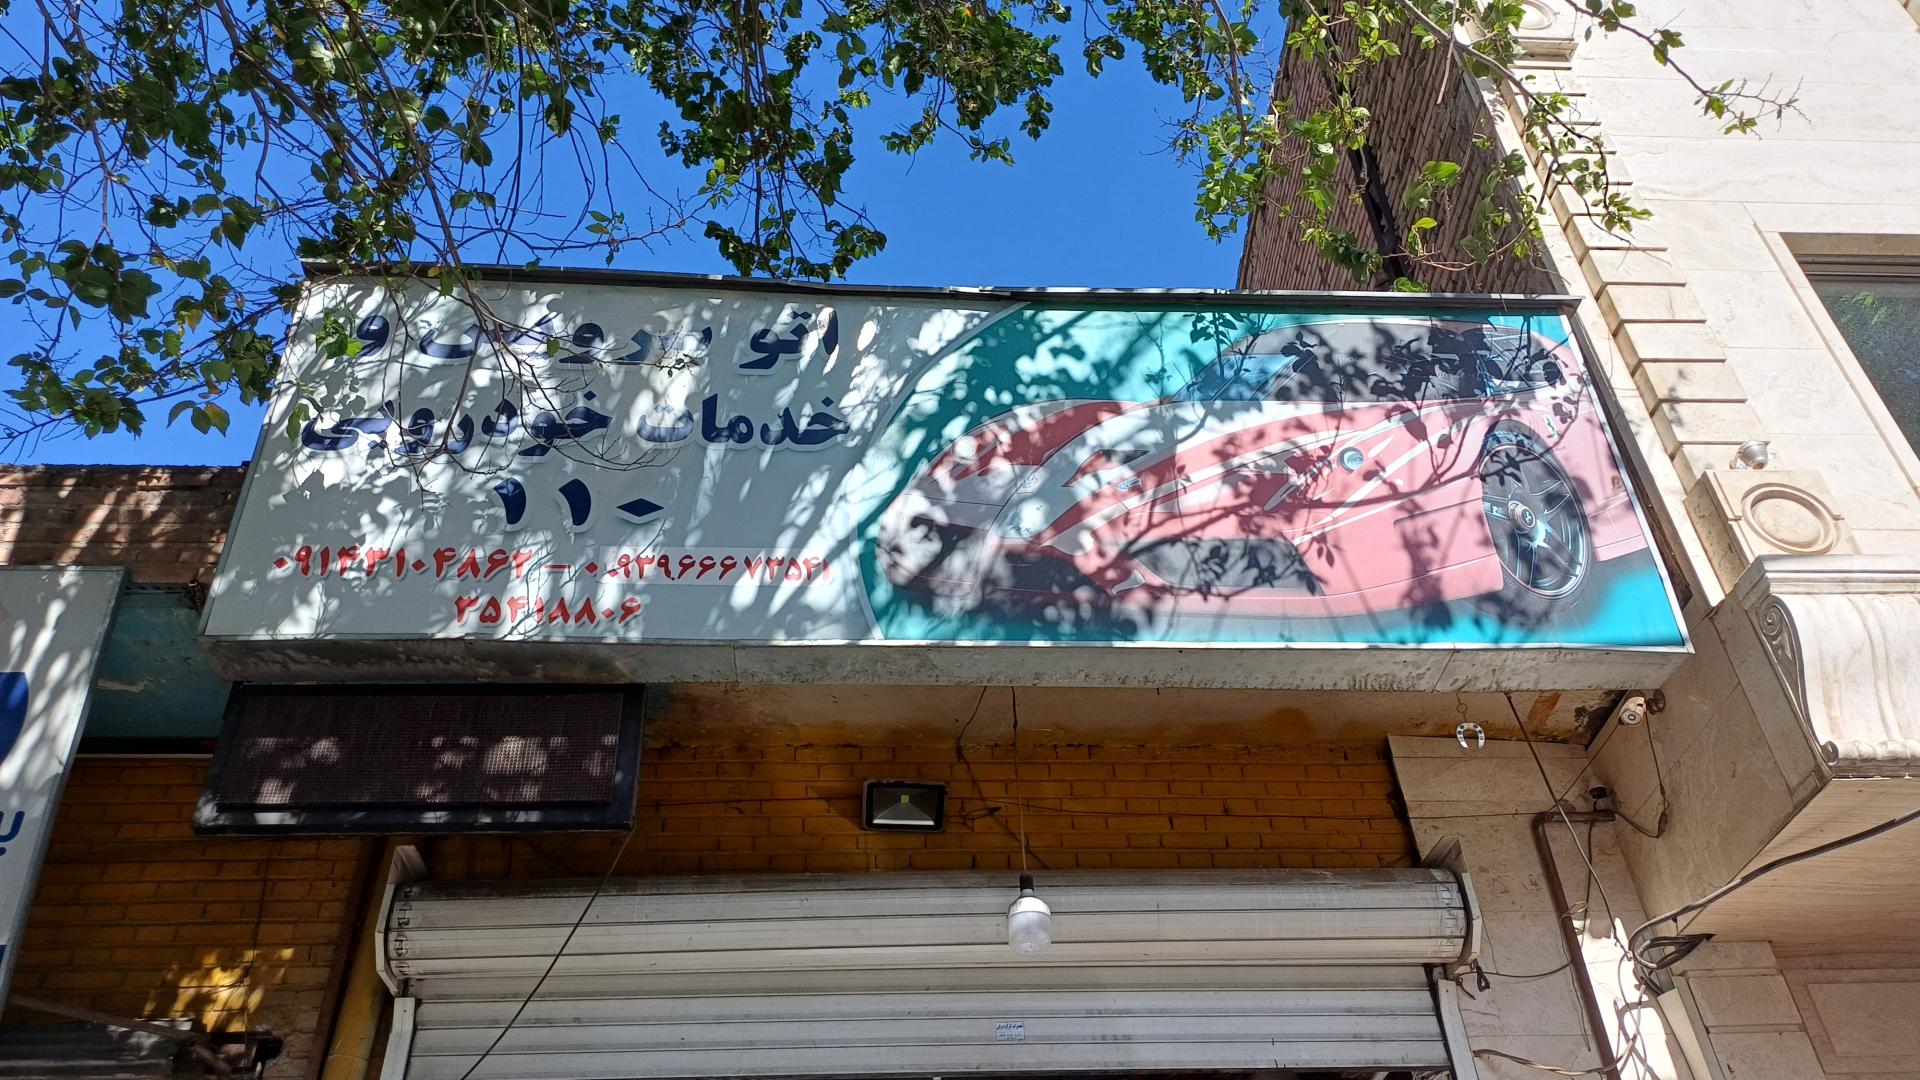 اتو سرویس و
خدمات خودرویی
۱۱۰
۰۹۱۴۳۱۰۴۸۶۲ – ۰۹۳۹۶۶۶۷۳۵۴۱
۳۵۴۱۸۸۰۶